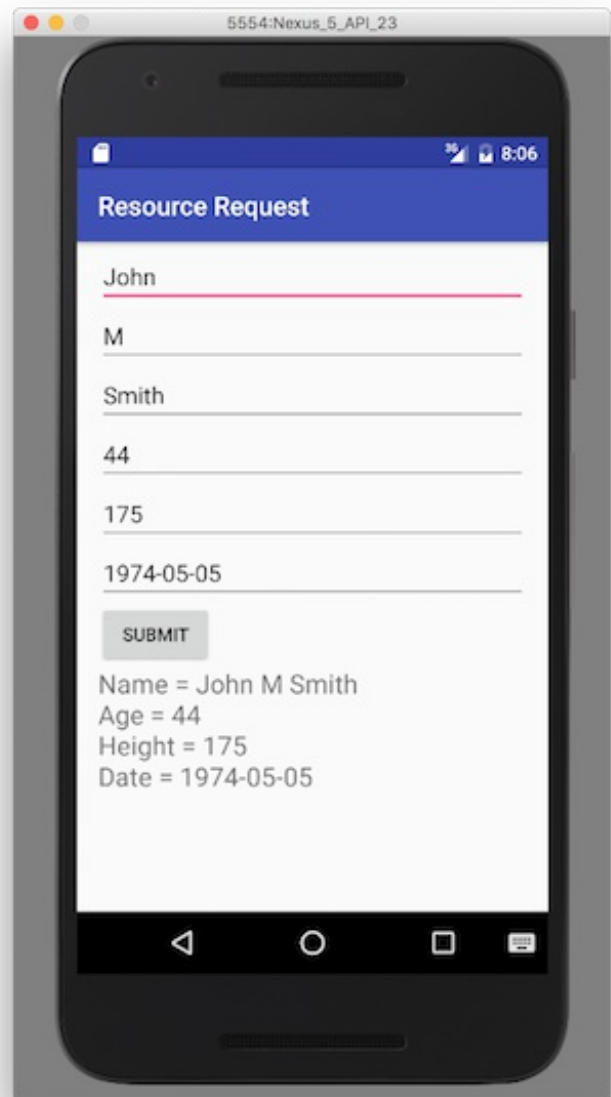 5554:Nexus_5_API_23
3G 8:06
Resource Request
John
M
Smith
44
175
1974-05-05
SUBMIT
Name = John M Smith
Age = 44
Height = 175
Date = 1974-05-05